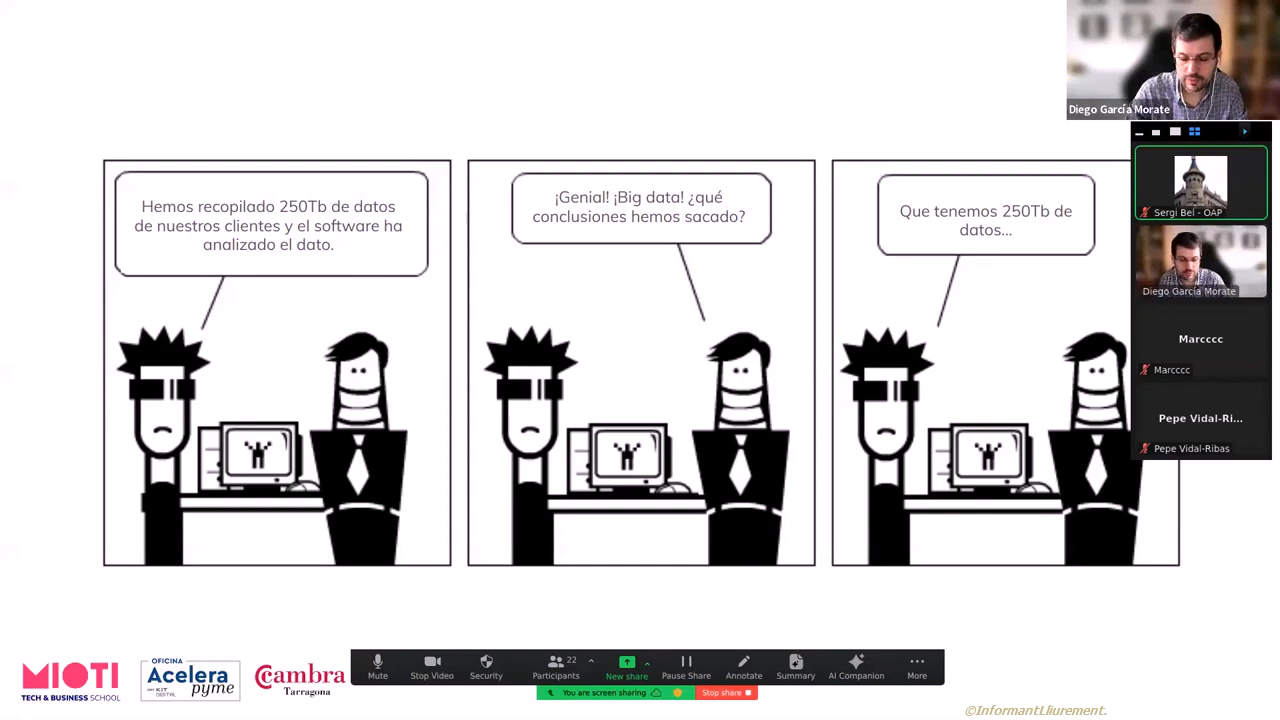 Diego García Morate
Hemos recopilado 250Tb de datos
de nuestros clientes y el software ha
analizado el dato.
¡Genial! ¡Big data! ¿qué
conclusiones hemos sacado?
Que tenemos 250Tb de
datos...
Sergi Bel - OAP
Diego García Morate
Marcccc
Marcccc
Pepe Vidal-Ri...
Pepe Vidal-Ribas
MIOTI
TECH & BUSINESS SCHOOL
OFICINA
Acelera
pyme
KIT
DIGITAL
Cambra
Tarragona
Mute
Stop Video
Security
Participants
22
New share
Pause Share
Annotate
Summary
AI Companion
More
You are screen sharing
Stop share
©InformantLliurement.